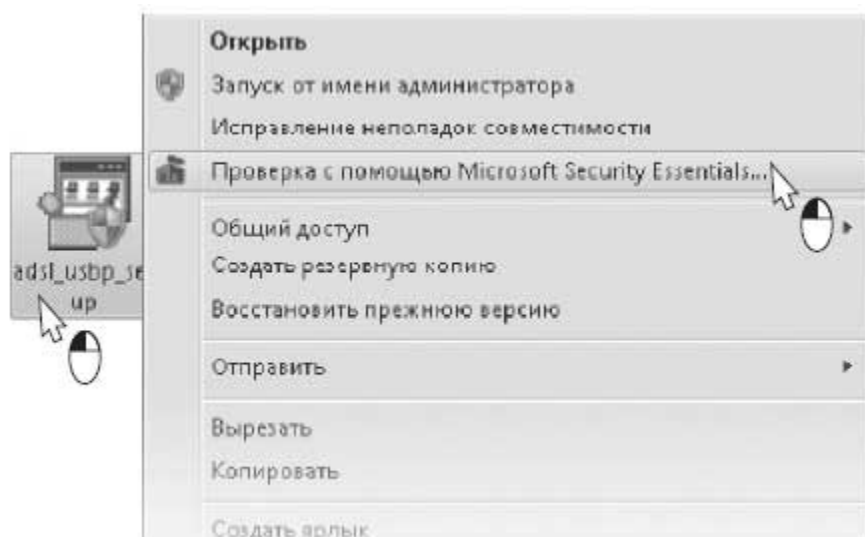 Открыть
Запуск от имени администратора
Исправление неполадок совместимости
Проверка с помощью Microsoft Security Essentials...
adsl_usbp_se
up
Общий доступ
Создать резервную копию
Восстановить прежнюю версию
Отправить
Вырезать
Копировать
Создать ярлык